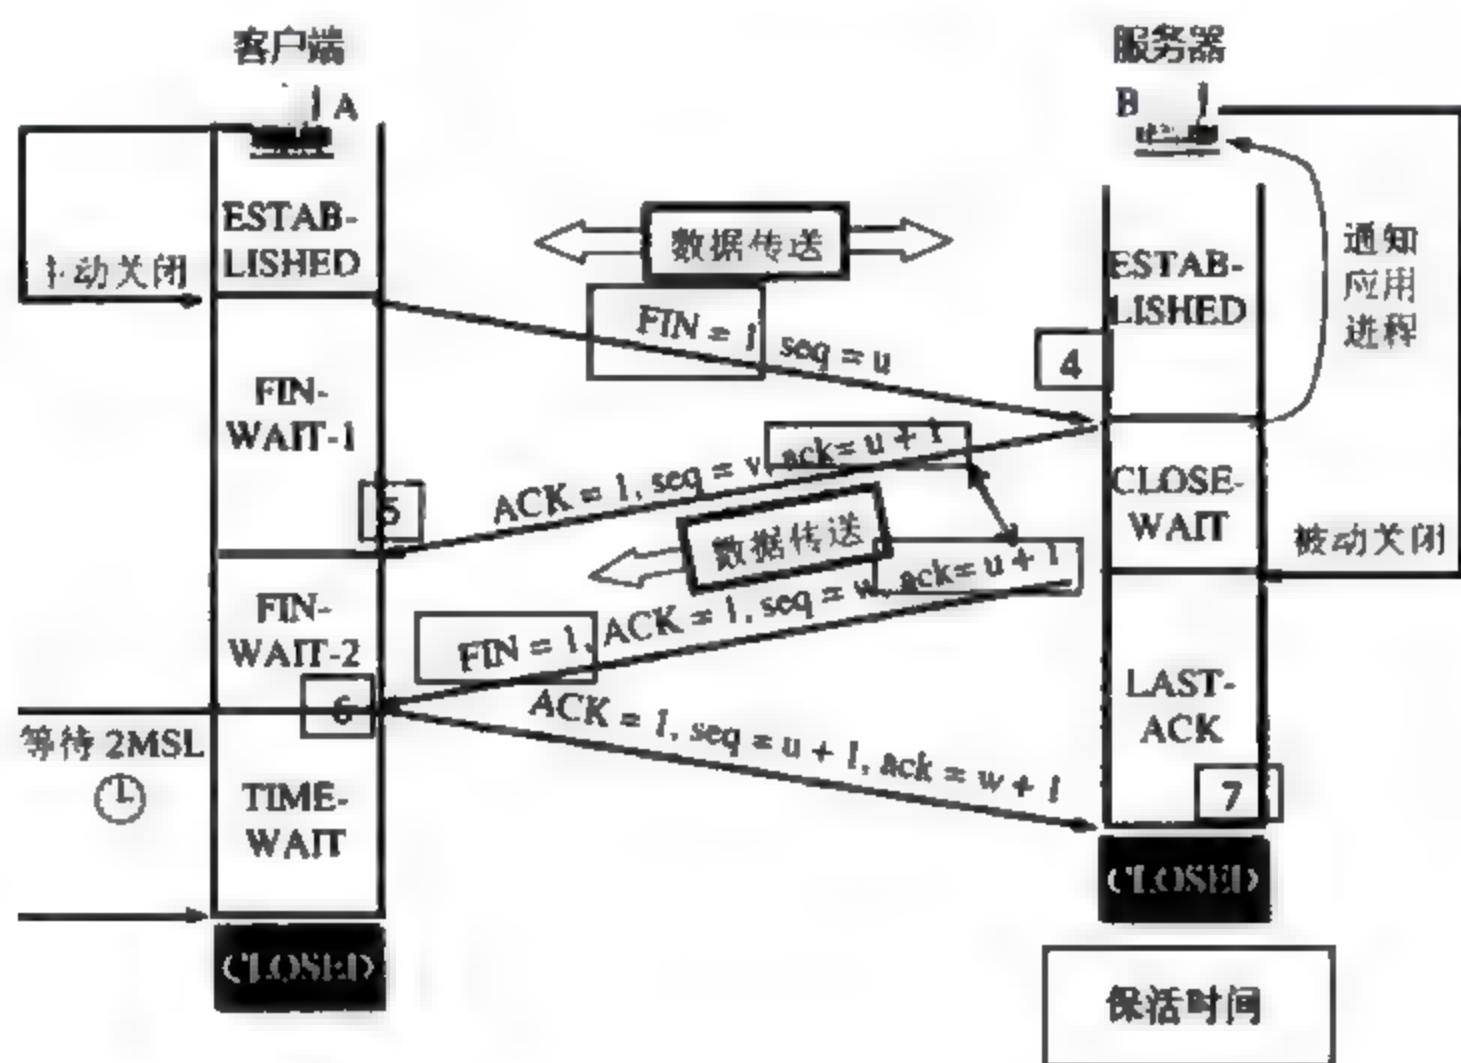 客户端
服务器
A
B
ESTAB-
LISHED
数据传送
ESTAB-
LISHED
通知
应用
进程
动关闭
FIN = 1, seq = u
4
FIN-
WAIT-1
ACK = 1, seq = v, ack= u + 1
CLOSE-
WAIT
5
数据传送
被动关闭
FIN-
WAIT-2
FIN = 1, ACK = 1, seq = w, ack= u + 1
6
LAST-
ACK
ACK = 1, seq = u + 1, ack = w + 1
等待 2MSL
TIME-
WAIT
7
CLOSED
CLOSED
保活时间